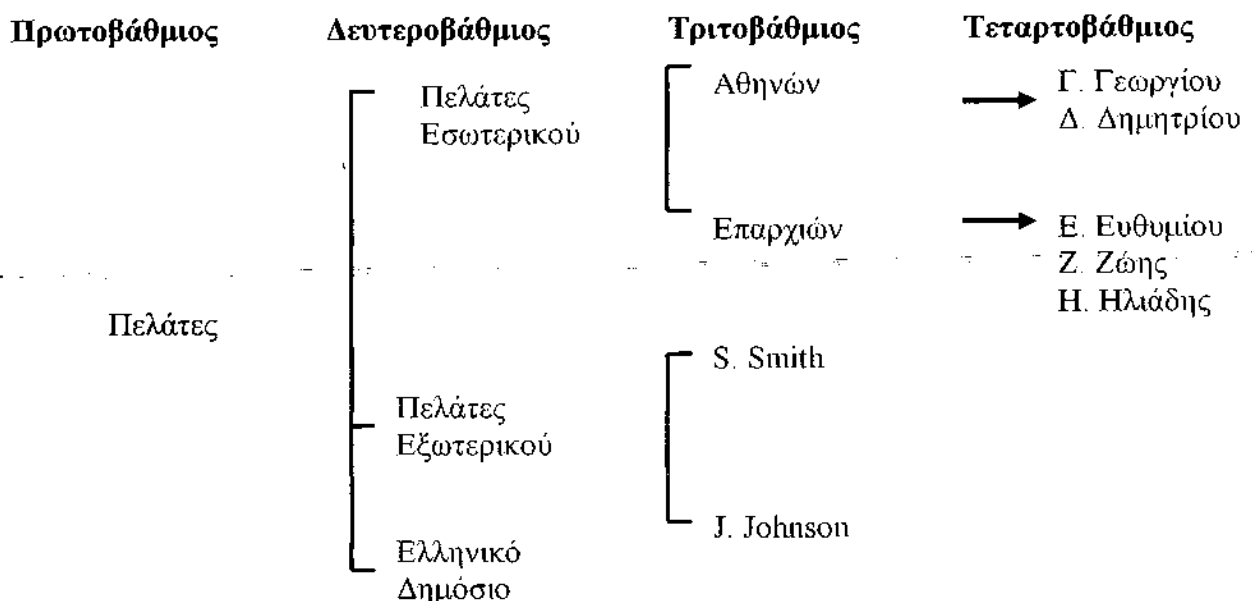 Πρωτοβάθμιος Δευτεροβάθμιος Τριτοβάθμιος Τεταρτοβάθμιος
Πελάτες
Εσωτερικού
Αθηνών
Γ. Γεωργίου
Δ. Δημητρίου
Επαρχιών
Ε. Ευθυμίου
Ζ. Ζώης
Η. Ηλιάδης
Πελάτες
S. Smith
Πελάτες
Εξωτερικού
J. Johnson
Ελληνικό
Δημόσιο